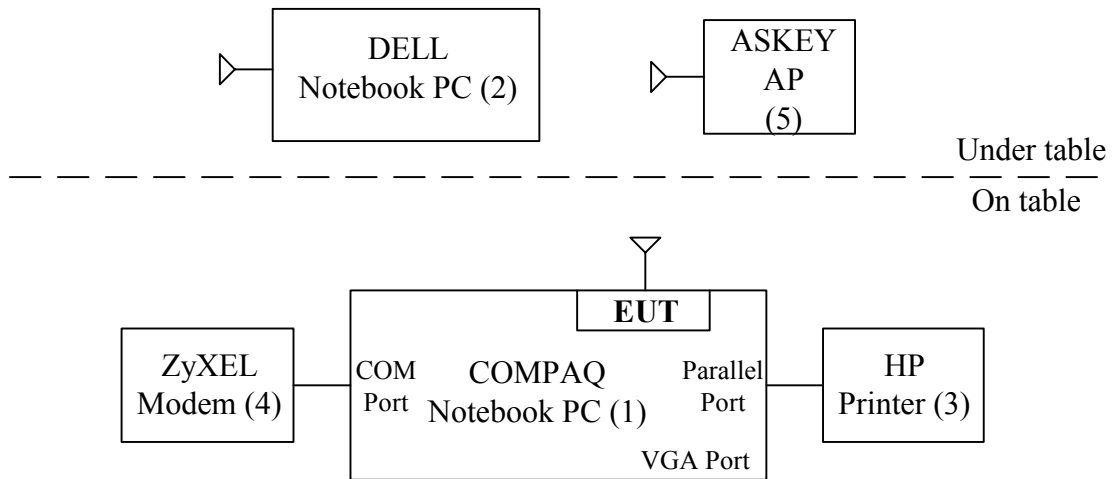 DELL
Notebook PC (2)
ASKEY
AP
(5)
Under table
On table
EUT
ZyXEL
Modem (4)
COM
Port
COMPAQ
Notebook PC (1)
Parallel
Port
VGA Port
HP
Printer (3)